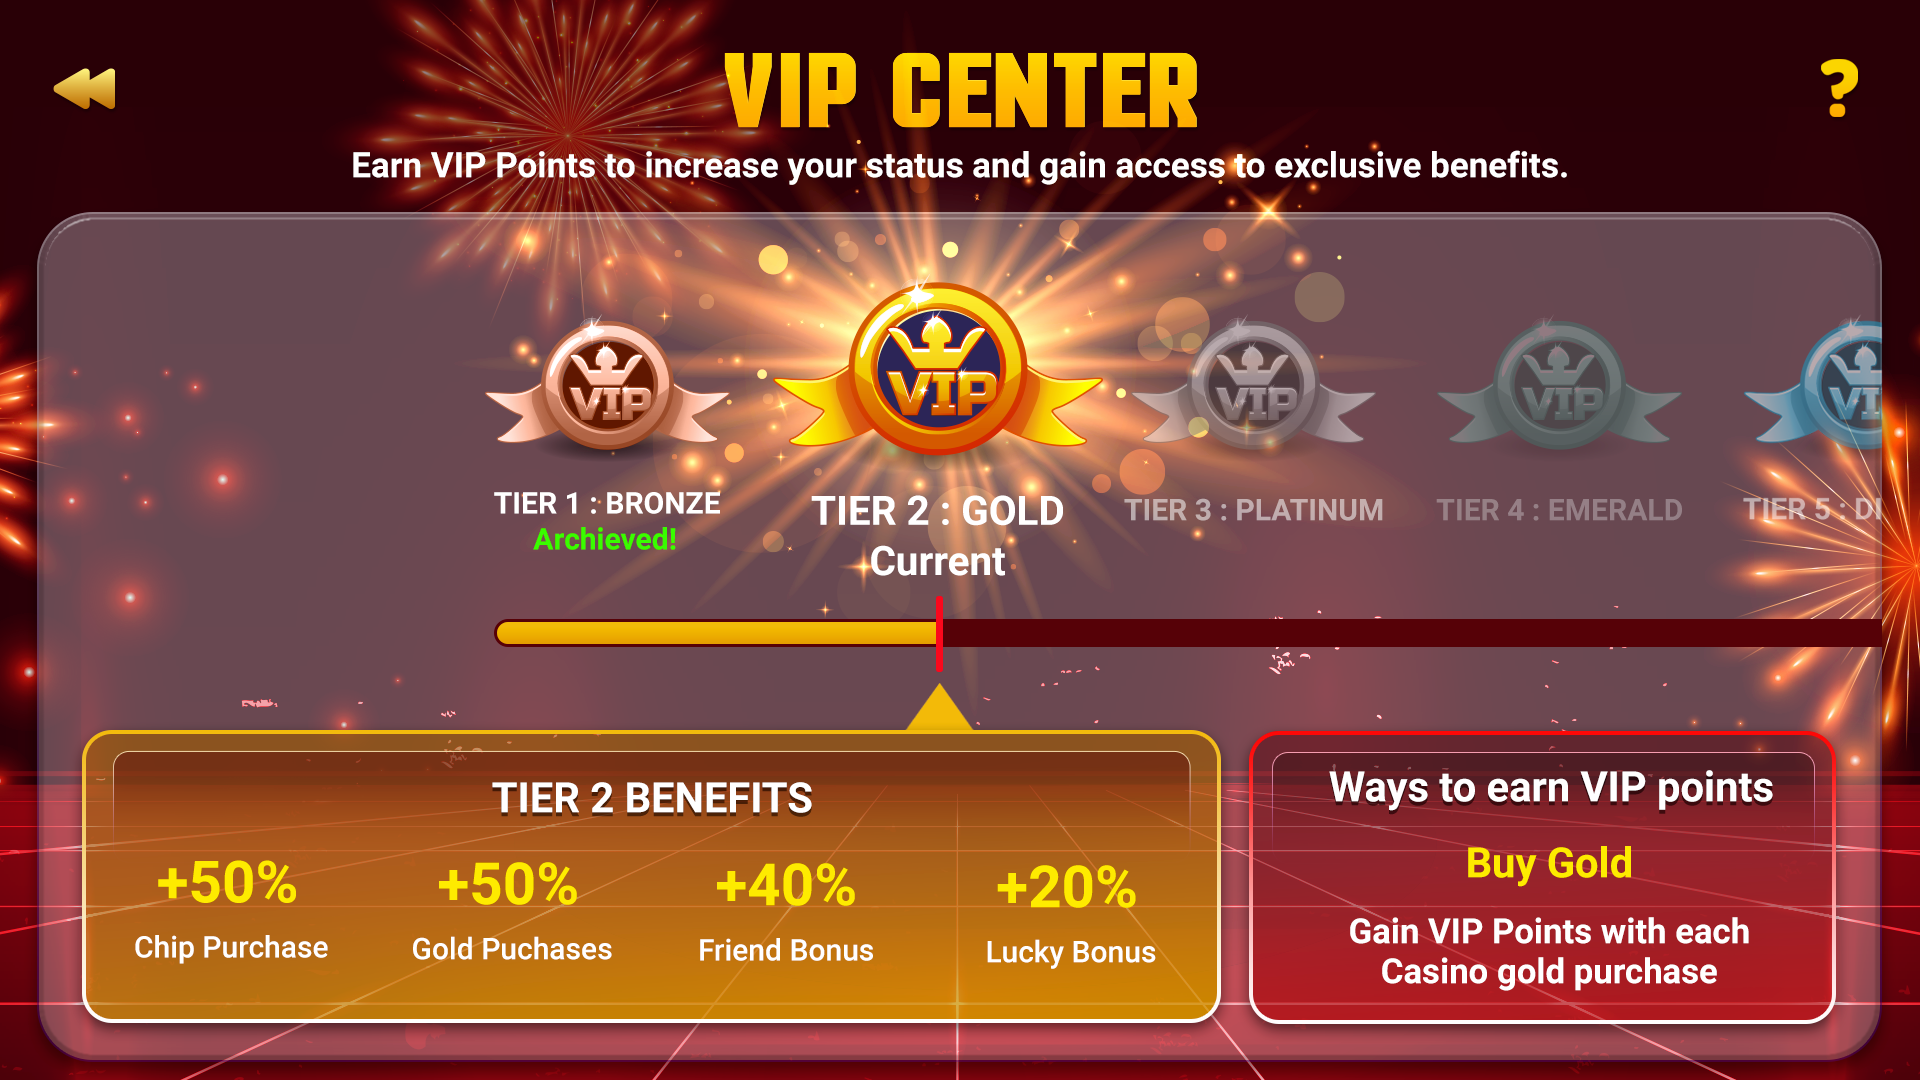 VIP CENTER
?
Earn VIP Points to increase your status and gain access to exclusive benefits.
VIP
VIP
VIP
VIP
VI
TIER 1 : BRONZE
Archieved!
TIER 2 : GOLD
Current
TIER 3 : PLATINUM
TIER 4 : EMERALD
TIER 5 : DI
TIER 2 BENEFITS
+50%
+50%
+40%
+20%
Chip Purchase
Gold Puchases
Friend Bonus
Lucky Bonus
Ways to earn VIP points
Buy Gold
Gain VIP Points with each
Casino gold purchase